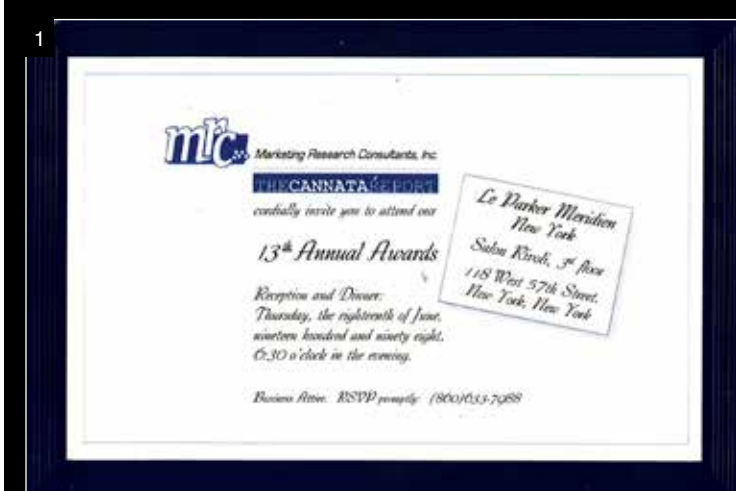 1
mrc
Marketing Research Consultants, Inc.
THE CANNATA REPORT
cordially invite you to attend our
13th Annual Awards
Reception and Dinner:
Thursday, the eighteenth of June,
nineteen hundred and ninety eight,
6:30 o'clock in the evening.
Business Attire. RSVP promptly: (860)633-7988
Le Parker Meridien
New York
Salon Rivoli, 3rd floor
118 West 57th Street,
New York, New York